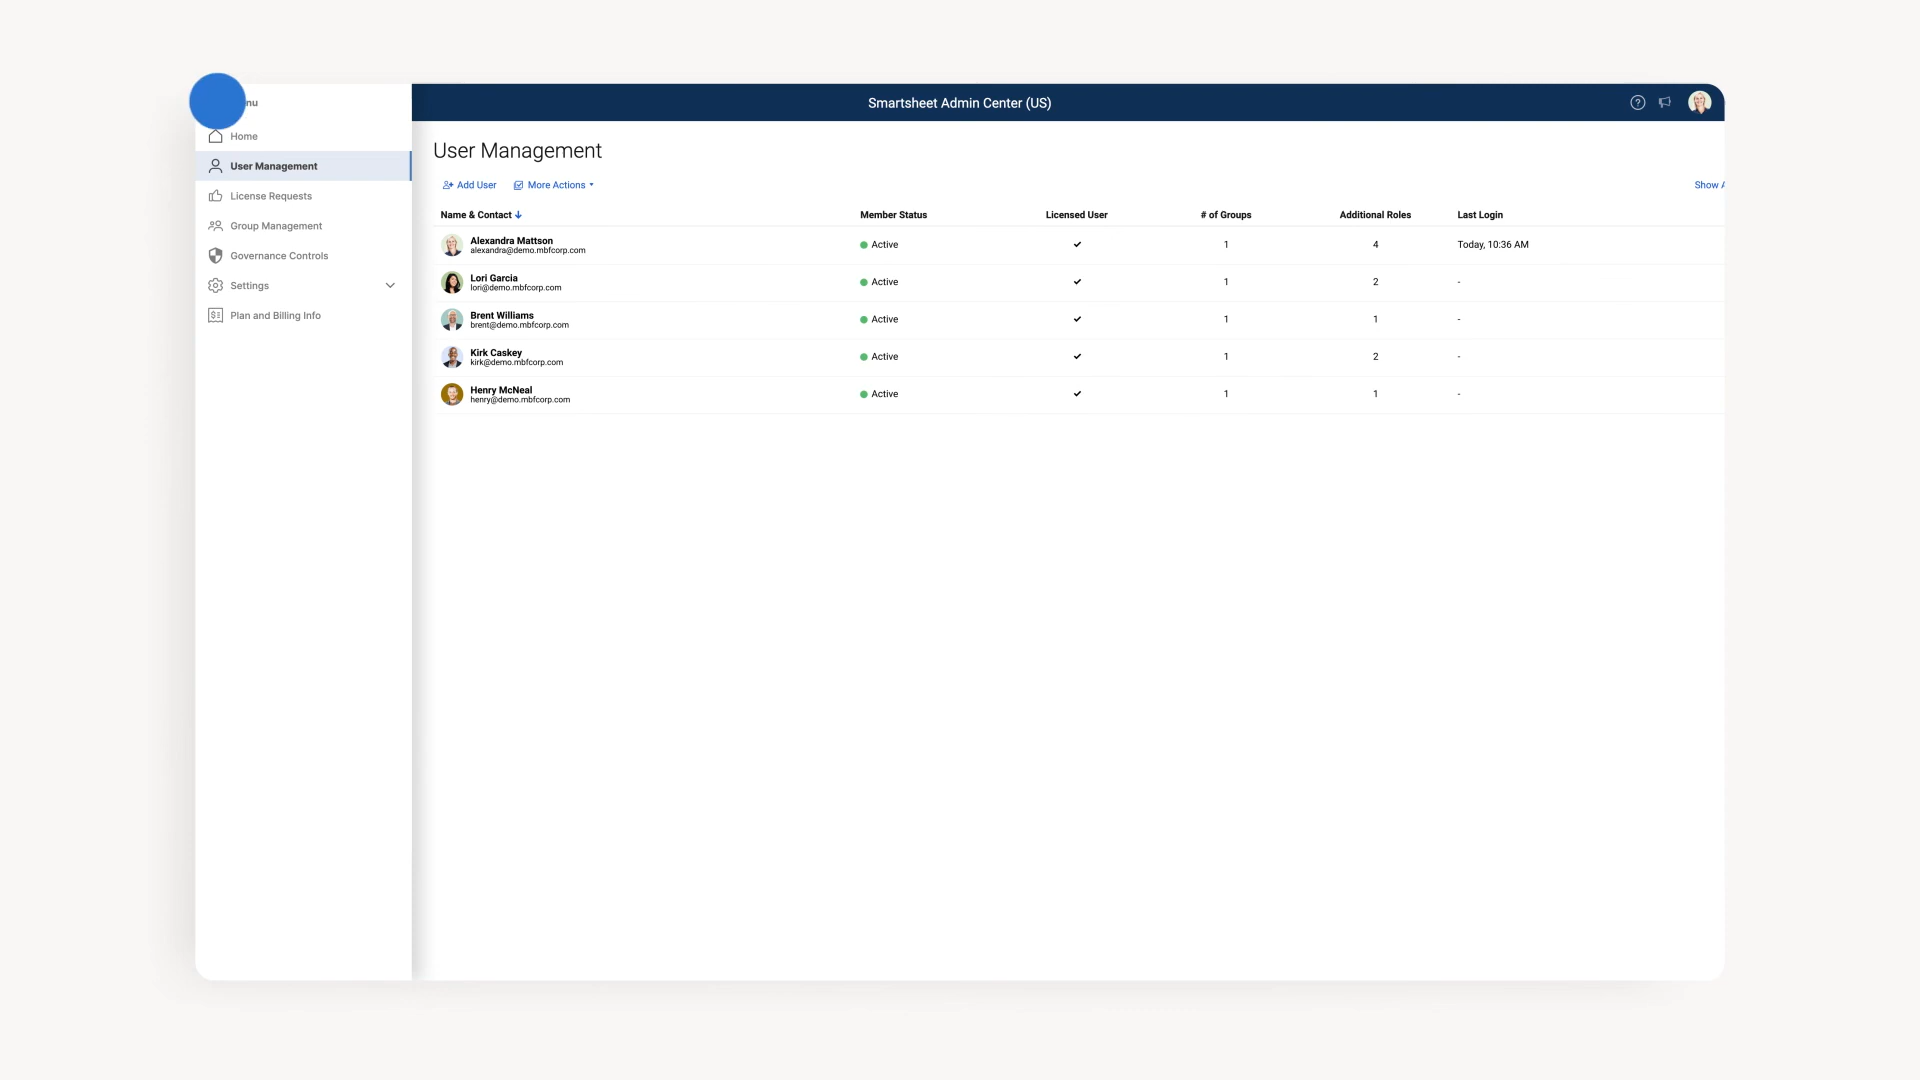 Smartsheet Admin Center (US)
Home
User Management
License Requests
Group Management
Governance Controls
Settings
Plan and Billing Info
User Management
Add User More Actions
Show
Name & Contact Member Status Licensed User # of Groups Additional Roles Last Login
Alexandra Mattson
alexandra@demo.mbfcorp.com
Active 1 4 Today, 10:36 AM
Lori Garcia
lori@demo.mbfcorp.com
Active 1 2 -
Brent Williams
brent@demo.mbfcorp.com
Active 1 1 -
Kirk Caskey
kirk@demo.mbfcorp.com
Active 1 2 -
Henry McNeal
henry@demo.mbfcorp.com
Active 1 1 -